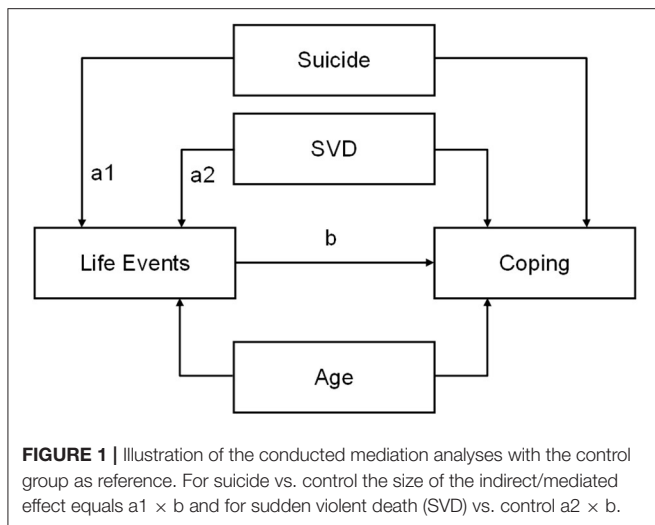 Suicide
SVD
a1
a2
b
Life Events
Coping
Age
FIGURE 1 | Illustration of the conducted mediation analyses with the control
group as reference. For suicide vs. control the size of the indirect/mediated
effect equals a1 × b and for sudden violent death (SVD) vs. control a2 × b.